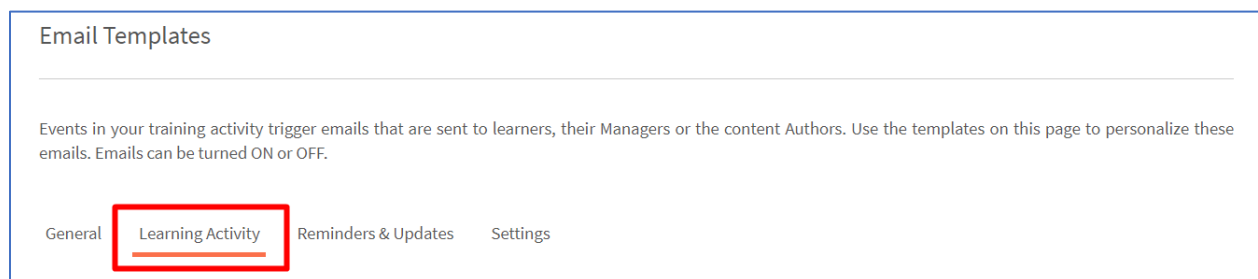 Email Templates
Events in your training activity trigger emails that are sent to learners, their Managers or the content Authors. Use the templates on this page to personalize these
emails. Emails can be turned ON or OFF.
General Learning Activity Reminders & Updates Settings